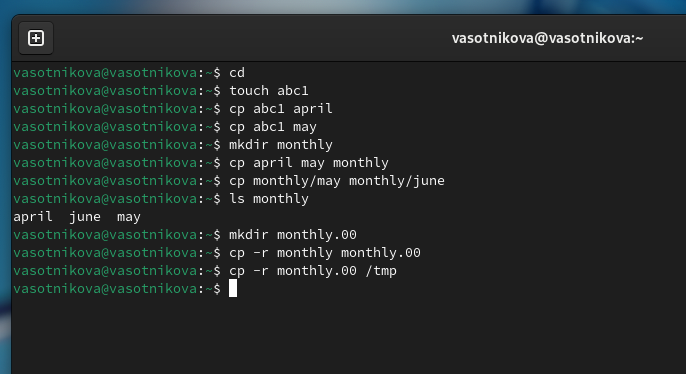 vasotnikova@vasotnikova:~
vasotnikova@vasotnikova:~$ cd
vasotnikova@vasotnikova:~$ touch abc1
vasotnikova@vasotnikova:~$ cp abc1 april
vasotnikova@vasotnikova:~$ cp abc1 may
vasotnikova@vasotnikova:~$ mkdir monthly
vasotnikova@vasotnikova:~$ cp april may monthly
vasotnikova@vasotnikova:~$ cp monthly/may monthly/june
vasotnikova@vasotnikova:~$ ls monthly
april  june  may
vasotnikova@vasotnikova:~$ mkdir monthly.00
vasotnikova@vasotnikova:~$ cp -r monthly monthly.00
vasotnikova@vasotnikova:~$ cp -r monthly.00 /tmp
vasotnikova@vasotnikova:~$